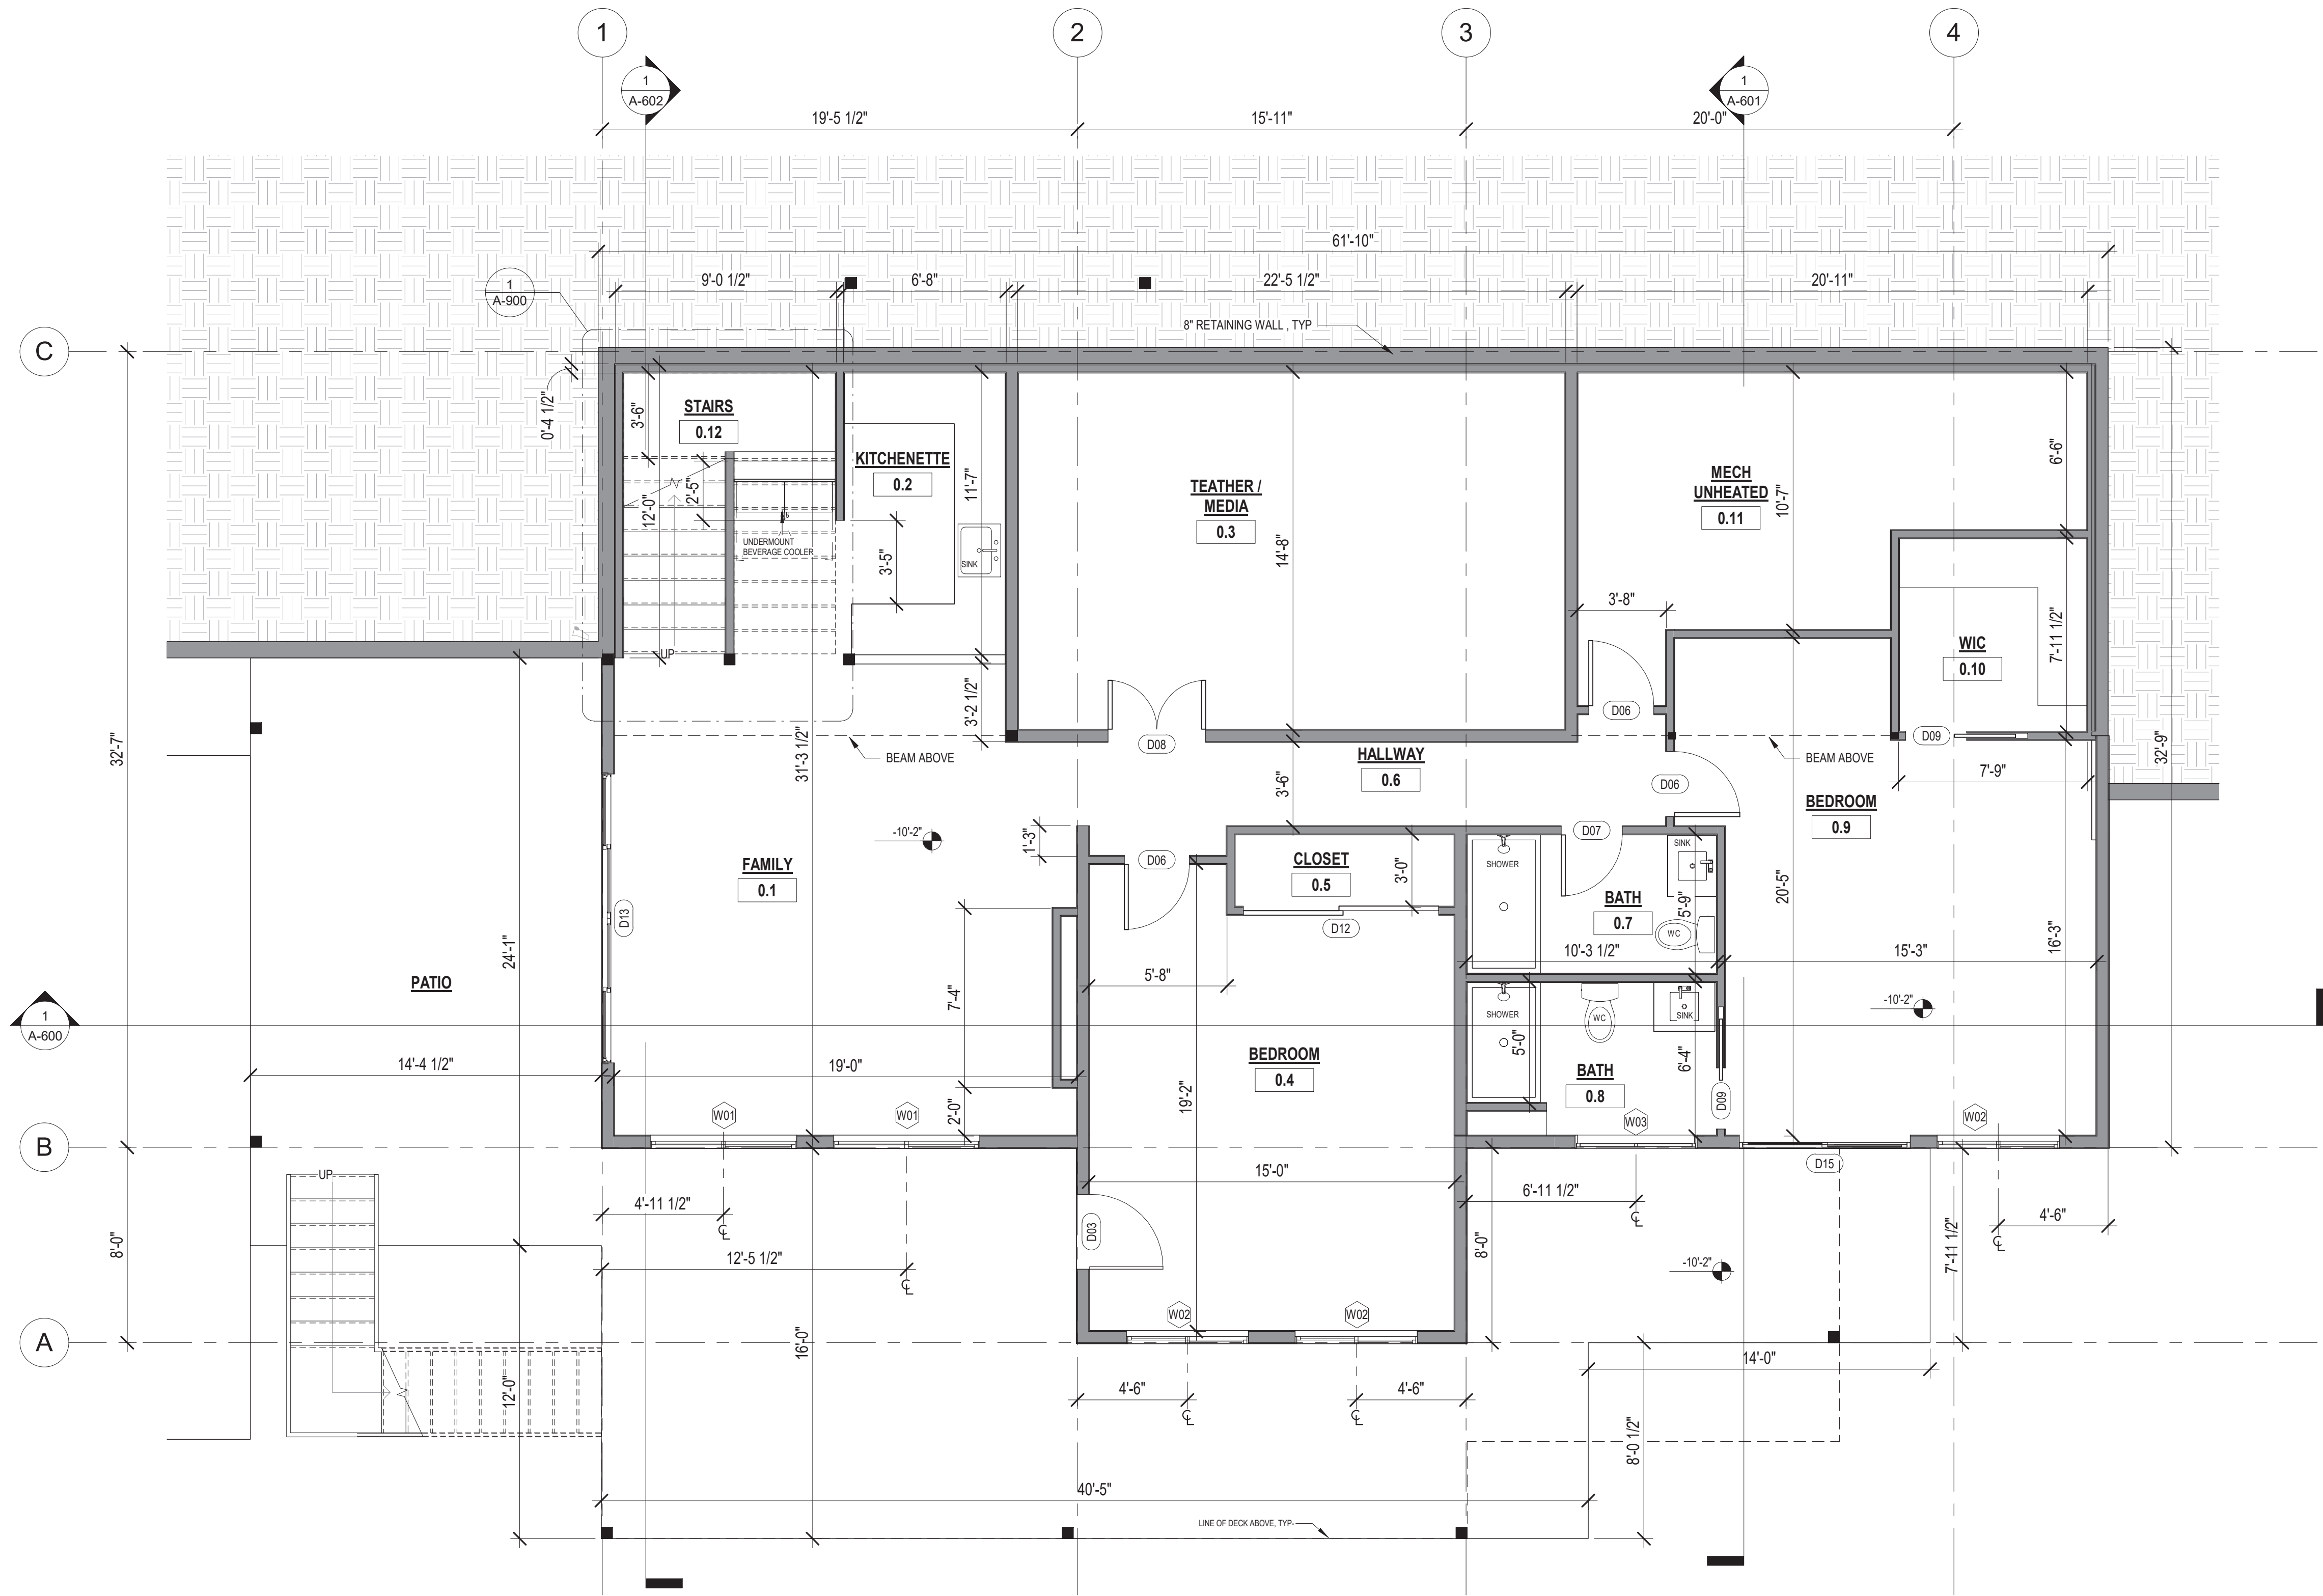 1
2
3
4
1
A-602
1
A-601
19'-5 1/2"
15'-11"
20'-0"
61'-10"
1
A-900
9'-0 1/2"
6'-8"
22'-5 1/2"
20'-11"
8" RETAINING WALL , TYP
C
0'-4 1/2"
3'-6"
STAIRS
0.12
12'-0"
2'-5"
UNDERMOUNT
BEVERAGE COOLER
UP
KITCHENETTE
0.2
11'-7"
3'-5"
SINK
3'-2 1/2"
TEATHER /
MEDIA
0.3
14'-8"
MECH
UNHEATED
0.11
10'-7"
6'-6"
3'-8"
WIC
0.10
7'-11 1/2"
D06
D08
D09
32'-7"
31'-3 1/2"
BEAM ABOVE
HALLWAY
0.6
3'-6"
D06
BEAM ABOVE
7'-9"
32'-9"
BEDROOM
0.9
-10'-2"
1'-3"
D06
D07
FAMILY
0.1
D13
CLOSET
0.5
3'-0"
D12
SHOWER
SINK
BATH
0.7
5'-9"
WC
20'-5"
16'-3"
24'-1"
PATIO
7'-4"
5'-8"
10'-3 1/2"
15'-3"
-10'-2"
1
A-600
14'-4 1/2"
19'-0"
2'-0"
19'-2"
BEDROOM
0.4
SHOWER
5'-0"
WC
SINK
BATH
0.8
6'-4"
D09
W01
W01
W03
W02
B
D15
UP
15'-0"
4'-11 1/2"
12'-5 1/2"
D03
6'-11 1/2"
4'-6"
8'-0"
8'-0"
7'-11 1/2"
-10'-2"
W02
W02
A
16'-0"
12'-0"
14'-0"
4'-6"
4'-6"
8'-0 1/2"
40'-5"
LINE OF DECK ABOVE, TYP-